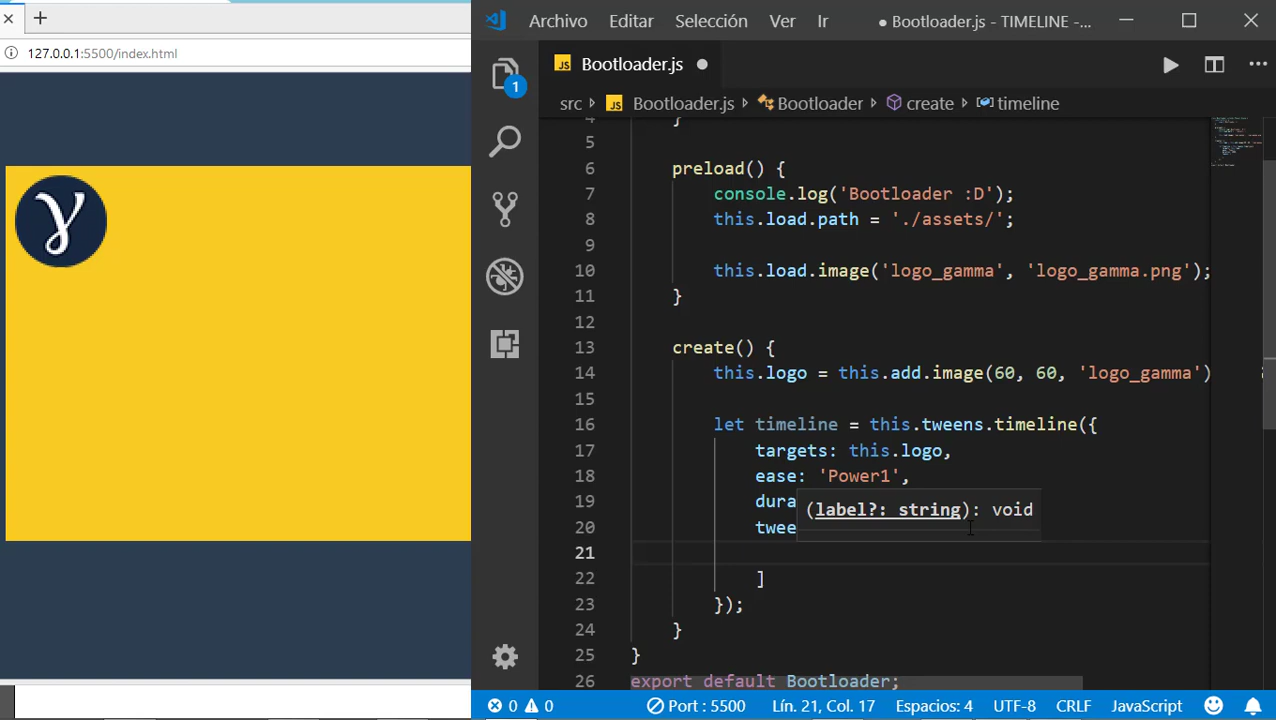 127.0.0.1:5500/index.html
γ
Archivo Editar Selección Ver Ir ● Bootloader.js - TIMELINE -...
JS Bootloader.js ●
1
src > JS Bootloader.js > Bootloader > create > timeline
4 }
5
6 preload() {
7 console.log('Bootloader :D');
8 this.load.path = './assets/';
9
10 this.load.image('logo_gamma', 'logo_gamma.png');
11 }
12
13 create() {
14 this.logo = this.add.image(60, 60, 'logo_gamma')
15
16 let timeline = this.tweens.timeline({
17 targets: this.logo,
18 ease: 'Power1',
19 dura
(label?: string): void
20 twee
21
22 ]
23 });
24 }
25 }
26 export default Bootloader;
0 0 Port : 5500 Lín. 21, Col. 17 Espacios: 4 UTF-8 CRLF JavaScript